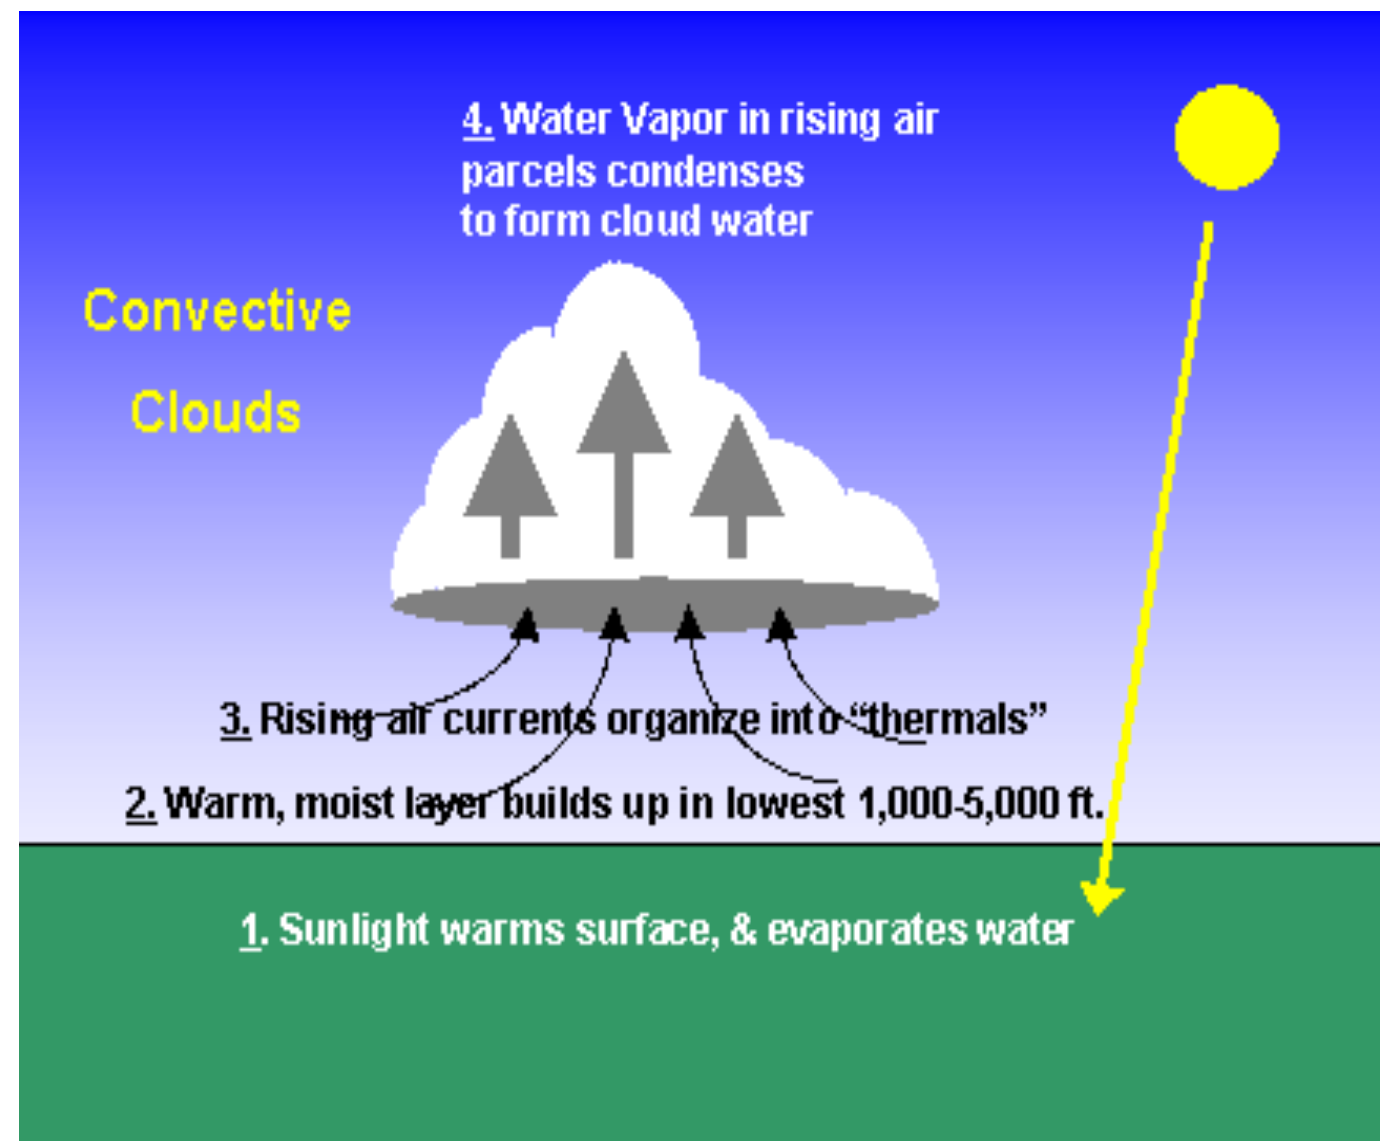 4. Water Vapor in rising air
parcels condenses
to form cloud water
Convective
Clouds
3. Rising air currents organize into “thermals”
2. Warm, moist layer builds up in lowest 1,000-5,000 ft.
1. Sunlight warms surface, & evaporates water